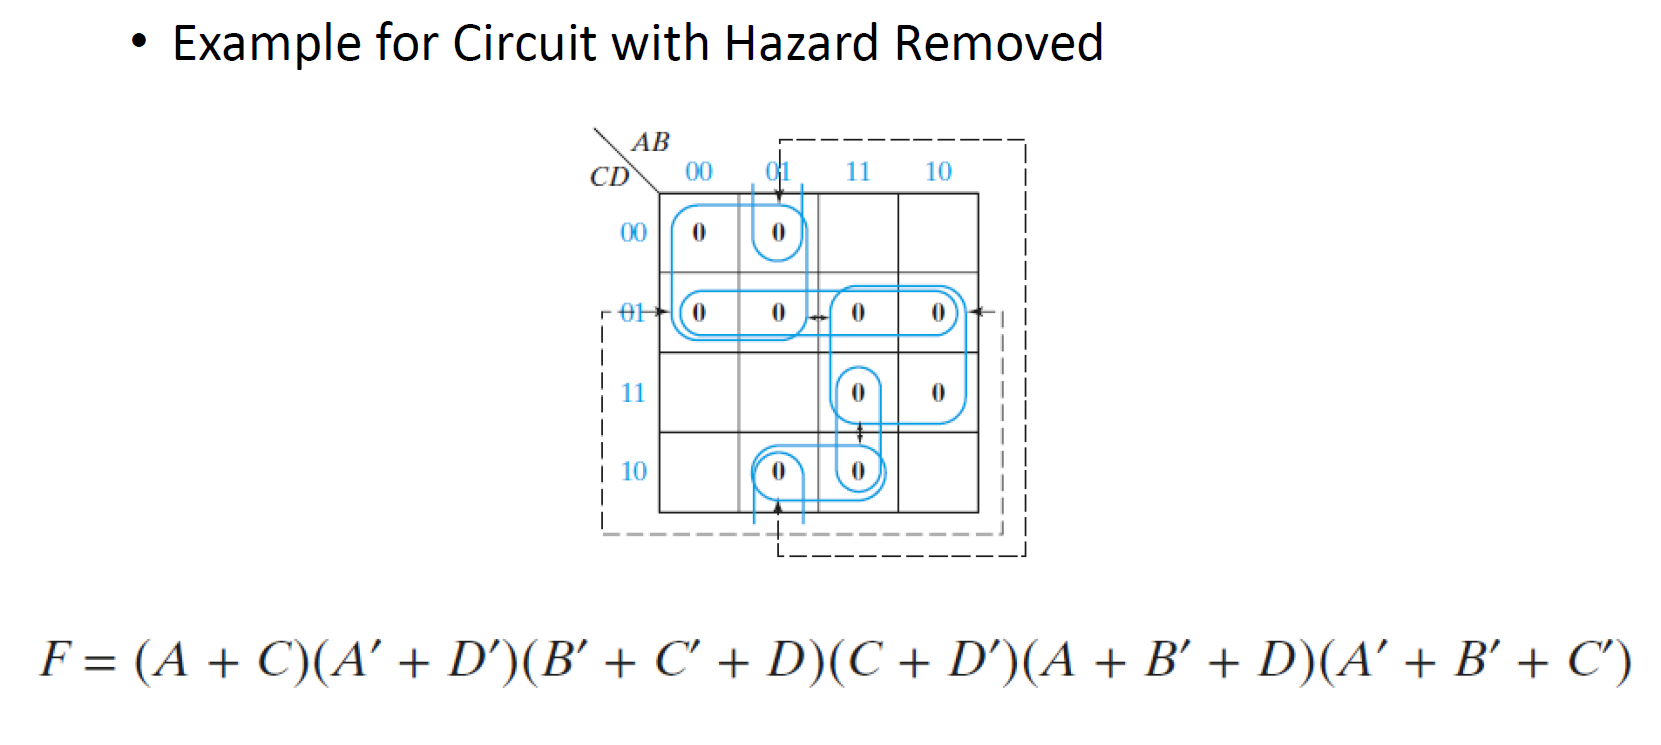 • Example for Circuit with Hazard Removed
AB
CD
00 01 11 10
00 0 0
01 0 0 0 0
11 0 0
10 0 0
F = (A + C)(A′ + D′)(B′ + C′ + D)(C + D′)(A + B′ + D)(A′ + B′ + C′)